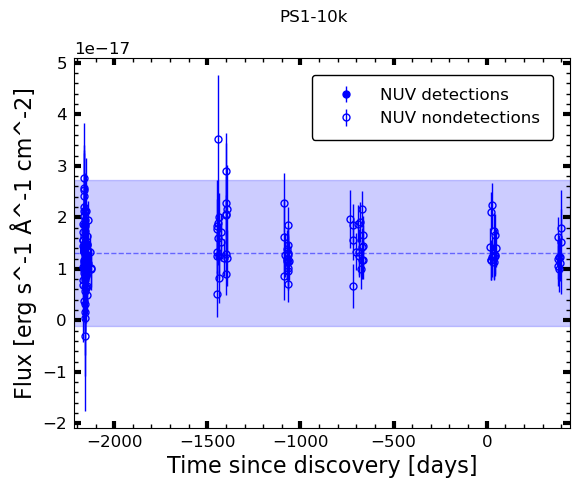 PS1-10k
1e−17
NUV detections
NUV nondetections
5
4
3
2
1
0
−1
−2
Flux [erg s^-1 Å^-1 cm^-2]
−2000 −1500 −1000 −500 0
Time since discovery [days]